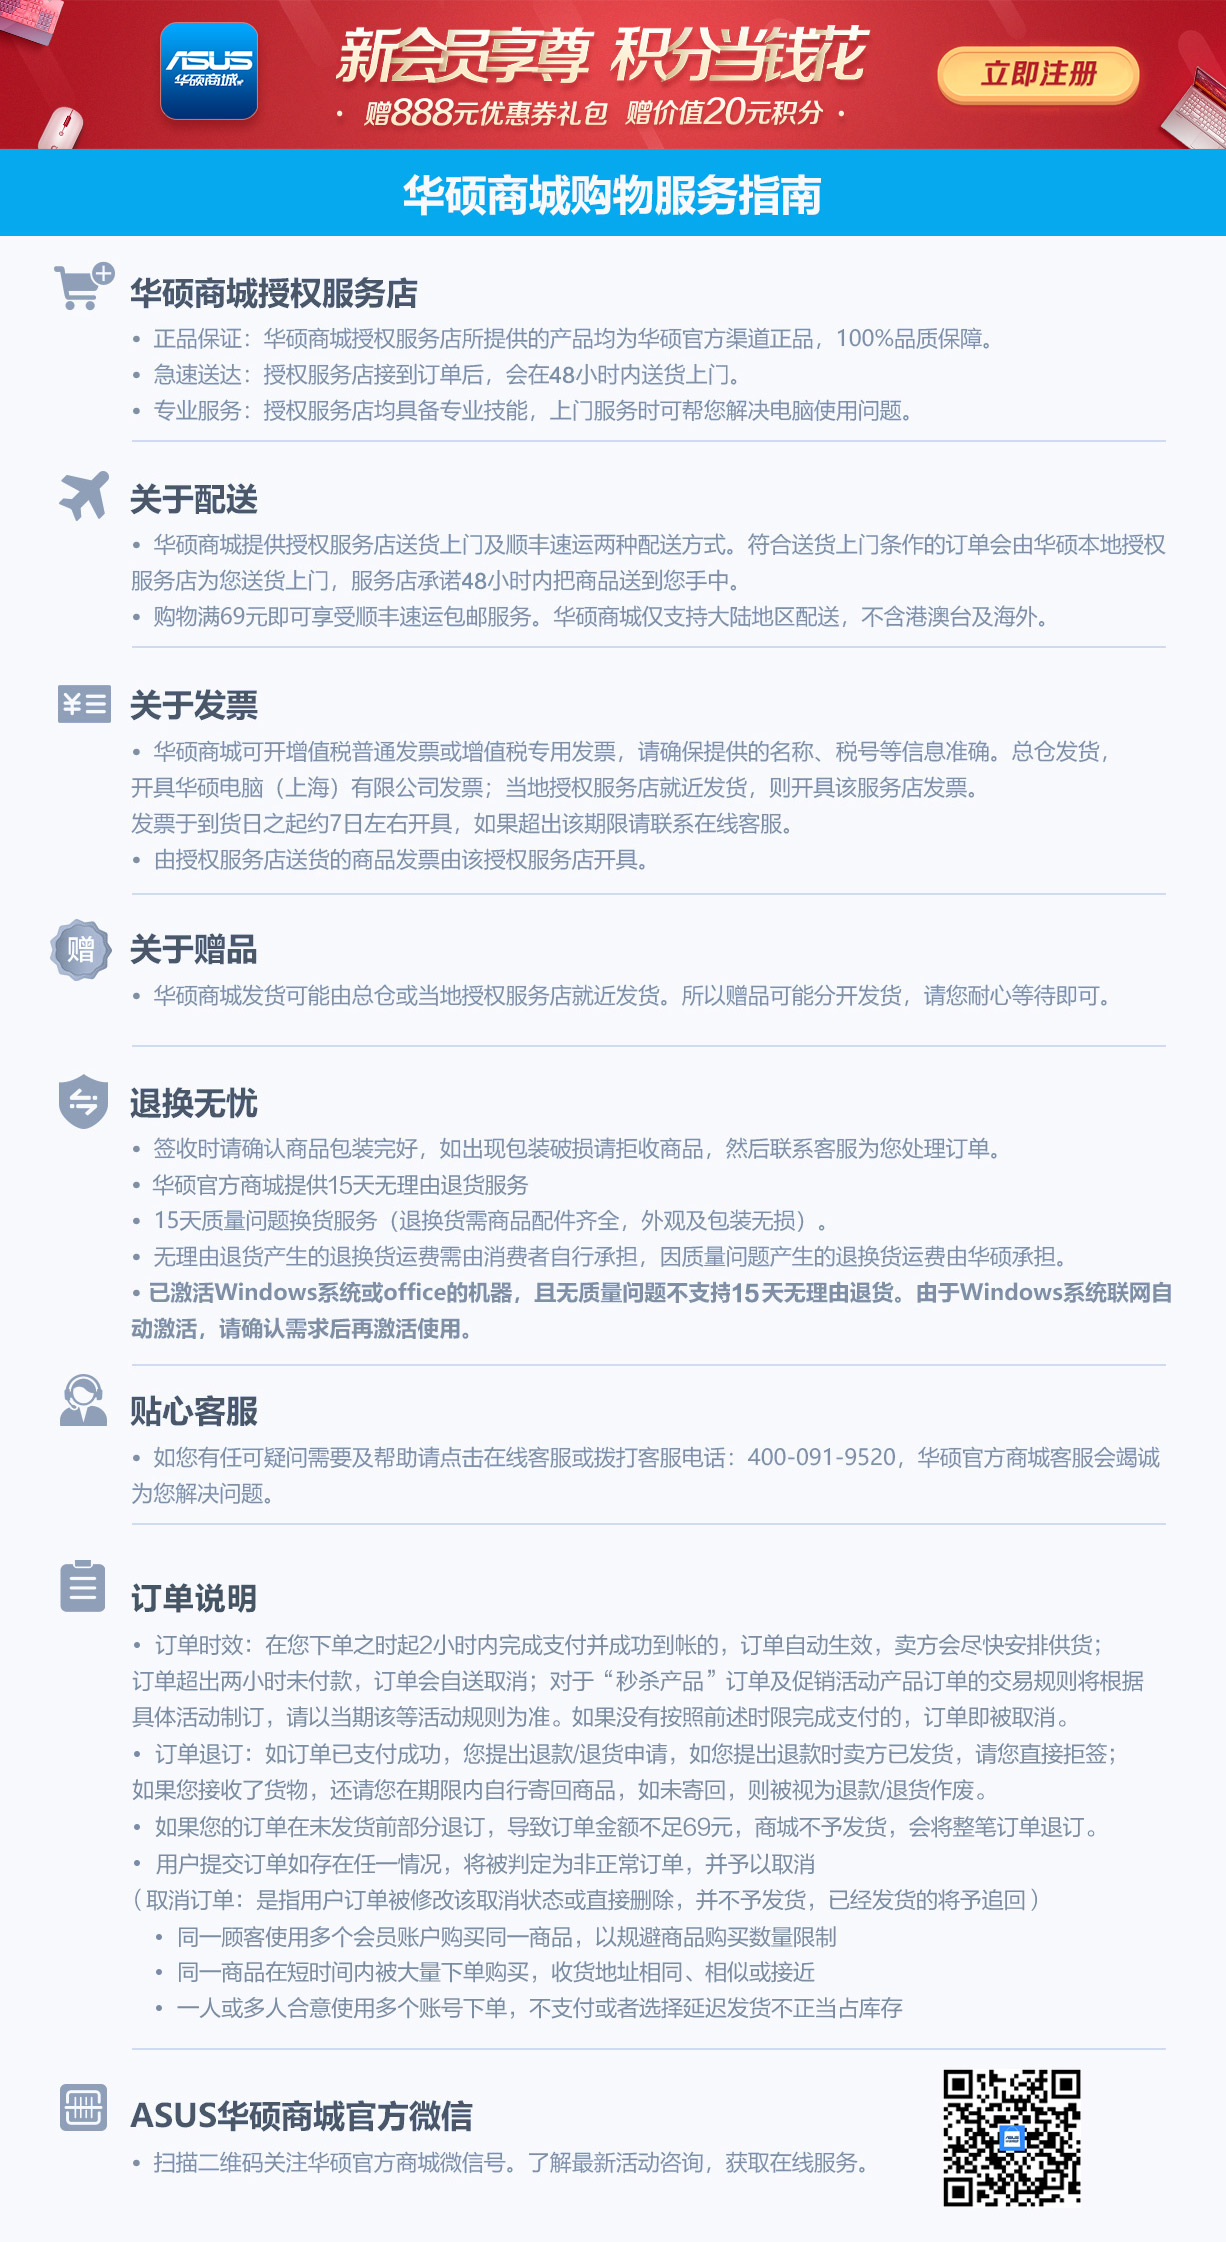 ASUS
华硕商城
新会员享尊 积分当钱花
· 赠888元优惠券礼包 赠价值20元积分 ·
立即注册
华硕商城购物服务指南
华硕商城授权服务店
• 正品保证：华硕商城授权服务店所提供的产品均为华硕官方渠道正品，100%品质保障。
• 急速送达：授权服务店接到订单后，会在48小时内送货上门。
• 专业服务：授权服务店均具备专业技能，上门服务时可帮您解决电脑使用问题。
关于配送
• 华硕商城提供授权服务店送货上门及顺丰速运两种配送方式。符合送货上门条作的订单会由华硕本地授权
服务店为您送货上门，服务店承诺48小时内把商品送到您手中。
• 购物满69元即可享受顺丰速运包邮服务。华硕商城仅支持大陆地区配送，不含港澳台及海外。
关于发票
• 华硕商城可开增值税普通发票或增值税专用发票，请确保提供的名称、税号等信息准确。总仓发货，
开具华硕电脑（上海）有限公司发票；当地授权服务店就近发货，则开具该服务店发票。
发票于到货日之起约7日左右开具，如果超出该期限请联系在线客服。
• 由授权服务店送货的商品发票由该授权服务店开具。
赠
关于赠品
• 华硕商城发货可能由总仓或当地授权服务店就近发货。所以赠品可能分开发货，请您耐心等待即可。
退换无忧
• 签收时请确认商品包装完好，如出现包装破损请拒收商品，然后联系客服为您处理订单。
• 华硕官方商城提供15天无理由退货服务
• 15天质量问题换货服务（退换货需商品配件齐全，外观及包装无损）。
• 无理由退货产生的退换货运费需由消费者自行承担，因质量问题产生的退换货运费由华硕承担。
• 已激活Windows系统或office的机器，且无质量问题不支持15天无理由退货。由于Windows系统联网自
动激活，请确认需求后再激活使用。
贴心客服
• 如您有任可疑问需要及帮助请点击在线客服或拨打客服电话：400-091-9520，华硕官方商城客服会竭诚
为您解决问题。
订单说明
• 订单时效：在您下单之时起2小时内完成支付并成功到帐的，订单自动生效，卖方会尽快安排供货；
订单超出两小时未付款，订单会自送取消；对于“秒杀产品”订单及促销活动产品订单的交易规则将根据
具体活动制订，请以当期该等活动规则为准。如果没有按照前述时限完成支付的，订单即被取消。
• 订单退订：如订单已支付成功，您提出退款/退货申请，如您提出退款时卖方已发货，请您直接拒签；
如果您接收了货物，还请您在期限内自行寄回商品，如未寄回，则被视为退款/退货作废。
• 如果您的订单在未发货前部分退订，导致订单金额不足69元，商城不予发货，会将整笔订单退订。
• 用户提交订单如存在任一情况，将被判定为非正常订单，并予以取消
（取消订单：是指用户订单被修改该取消状态或直接删除，并不予发货，已经发货的将予追回）
• 同一顾客使用多个会员账户购买同一商品，以规避商品购买数量限制
• 同一商品在短时间内被大量下单购买，收货地址相同、相似或接近
• 一人或多人合意使用多个账号下单，不支付或者选择延迟发货不正当占库存
ASUS华硕商城官方微信
• 扫描二维码关注华硕官方商城微信号。了解最新活动咨询，获取在线服务。